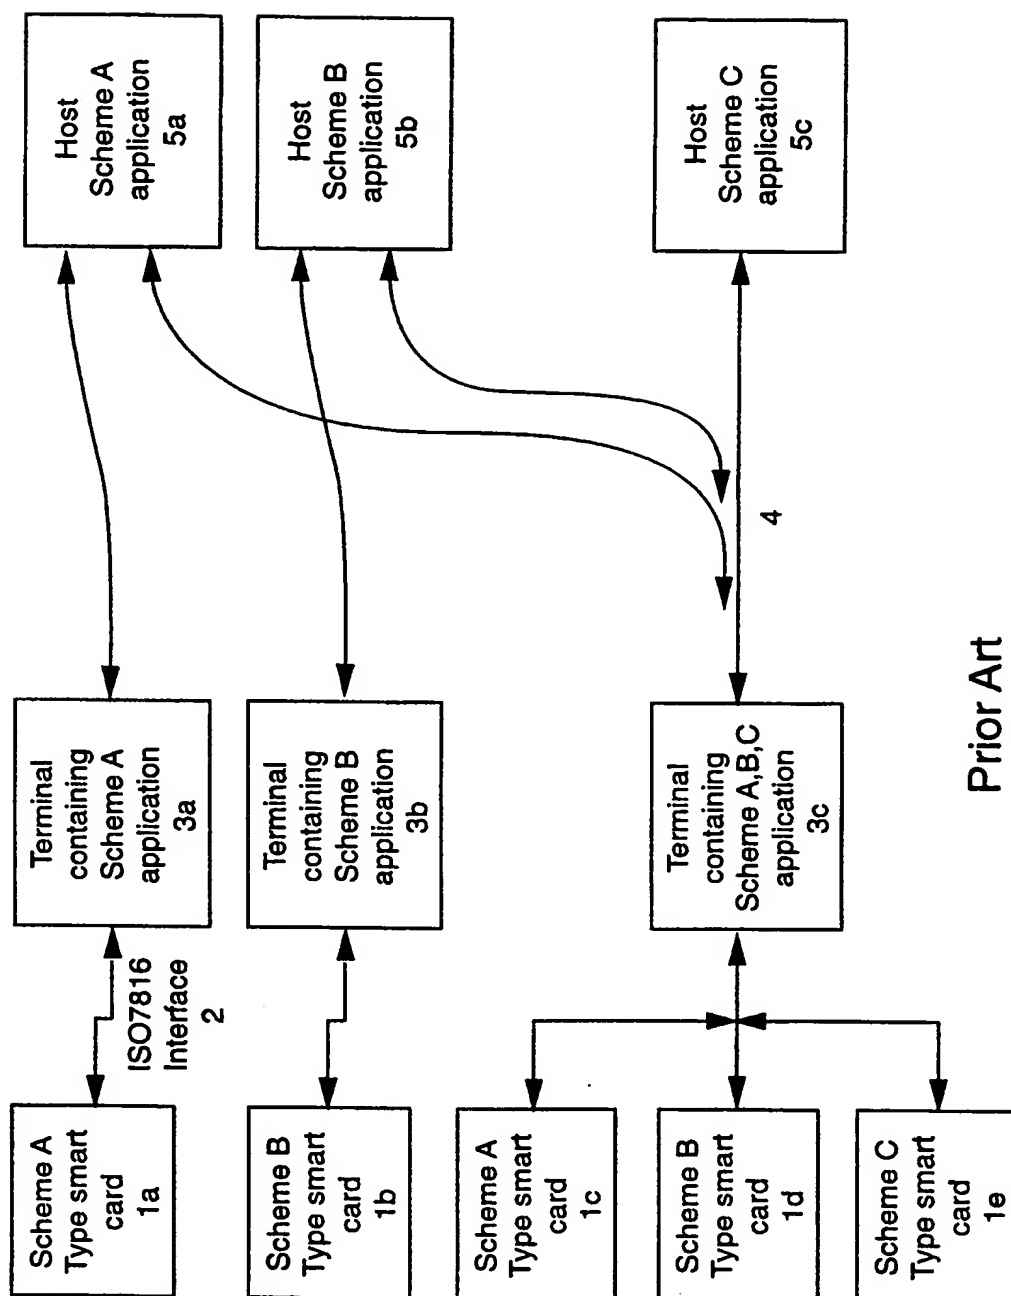 Scheme A
Type smart
card
1a
Scheme B
Type smart
card
1b
Scheme A
Type smart
card
1c
Scheme B
Type smart
card
1d
Scheme C
Type smart
card
1e
ISO7816
Interface
2
Terminal
containing
Scheme A
application
3a
Terminal
containing
Scheme B
application
3b
Terminal
containing
Scheme A,B,C
application
3c
4
Host
Scheme A
application
5a
Host
Scheme B
application
5b
Host
Scheme C
application
5c
Prior Art